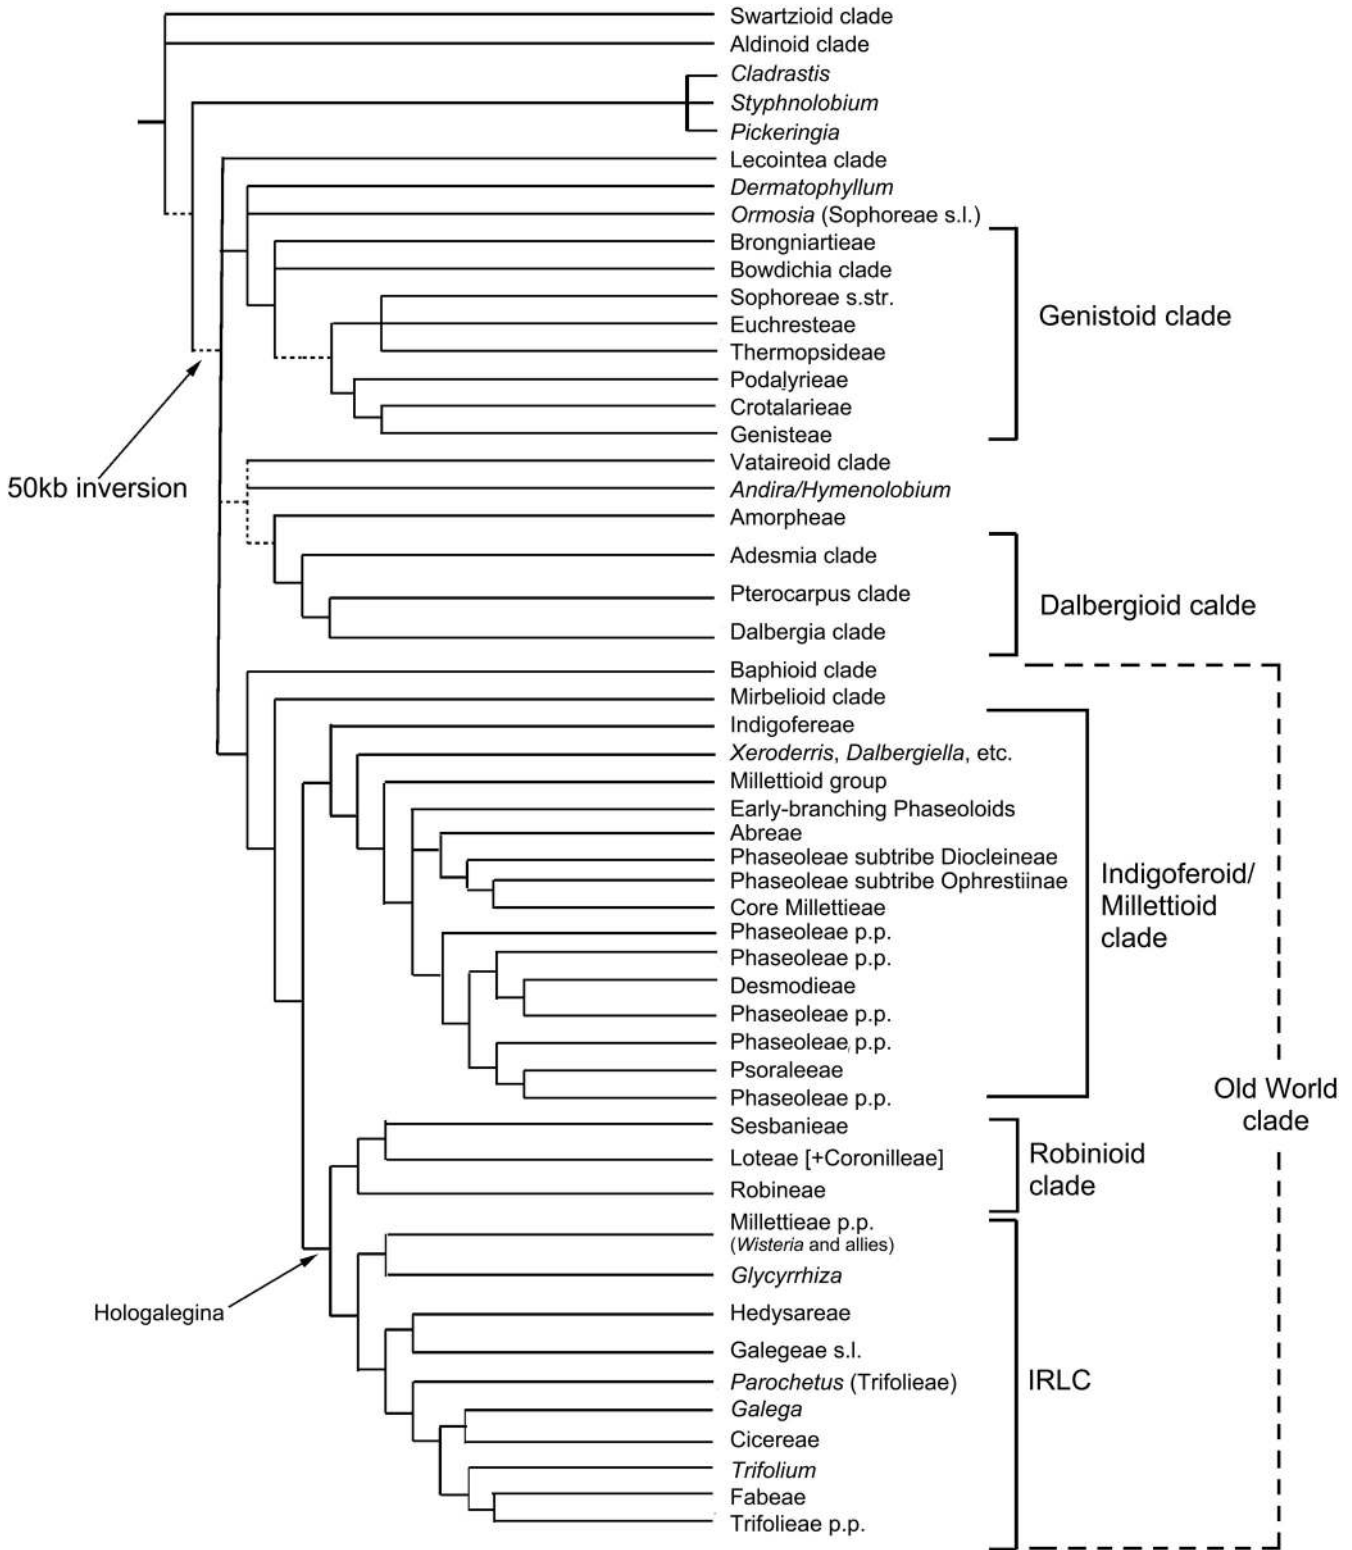 Swartzioid clade
Aldinoid clade
Cladrastis
Styphnolobium
Pickeringia
Lecointea clade
Dermatophyllum
Ormosia (Sophoreae s.l.)
Brongniartieae
Bowdichia clade
Sophoreae s.str.
Euchresteae
Thermopsideae
Podalyrieae
Crotalarieae
Genisteae
Genistoid clade
50kb inversion
Vataireoid clade
Andira/Hymenolobium
Amorpheae
Adesmia clade
Pterocarpus clade
Dalbergia clade
Dalbergioid calde
Baphioid clade
Mirbelioid clade
Indigofereae
Xeroderris, Dalbergiella, etc.
Millettioid group
Early-branching Phaseoloids
Abreae
Phaseoleae subtribe Diocleineae
Phaseoleae subtribe Ophrestiinae
Core Millettieae
Phaseoleae p.p.
Phaseoleae p.p.
Desmodieae
Phaseoleae p.p.
Phaseoleae p.p.
Psoraleeae
Phaseoleae p.p.
Indigoferoid/
Millettioid
clade
Old World
clade
Sesbanieae
Loteae [+Coronilleae]
Robineae
Robinioid
clade
Millettieae p.p.
(Wisteria and allies)
Glycyrrhiza
Hologalegina
Hedysareae
Galegeae s.l.
Parochetus (Trifolieae)
Galega
Cicereae
Trifolium
Fabeae
Trifolieae p.p.
IRLC